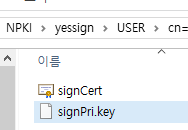 NPKI > yessign > USER > cn=
이름
signCert
signPri.key